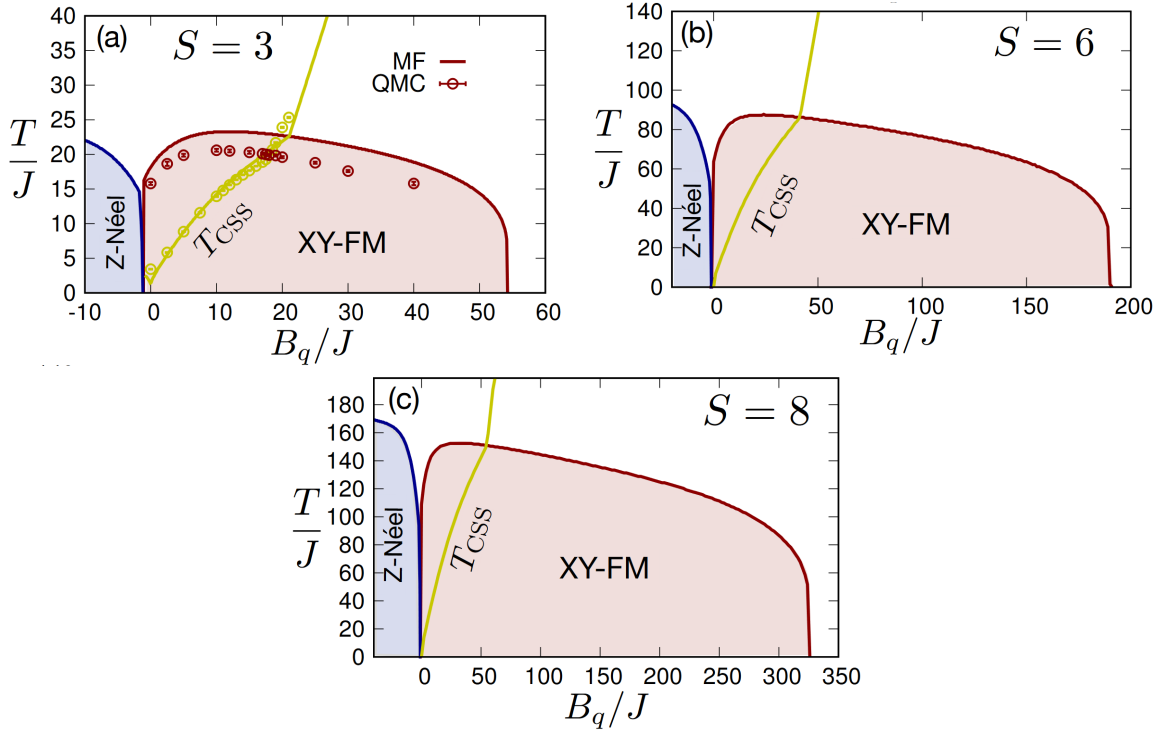 (a)
S = 3
MF
QMC
T/J
40
35
30
25
20
15
10
5
0
Z-Néel
T_CSS
XY-FM
-10 0 10 20 30 40 50 60
B_q/J
(b)
S = 6
T/J
140
120
100
80
60
40
20
0
Z-Néel
T_CSS
XY-FM
0 50 100 150 200
B_q/J
(c)
S = 8
T/J
180
160
140
120
100
80
60
40
20
0
Z-Néel
T_CSS
XY-FM
0 50 100 150 200 250 300 350
B_q/J